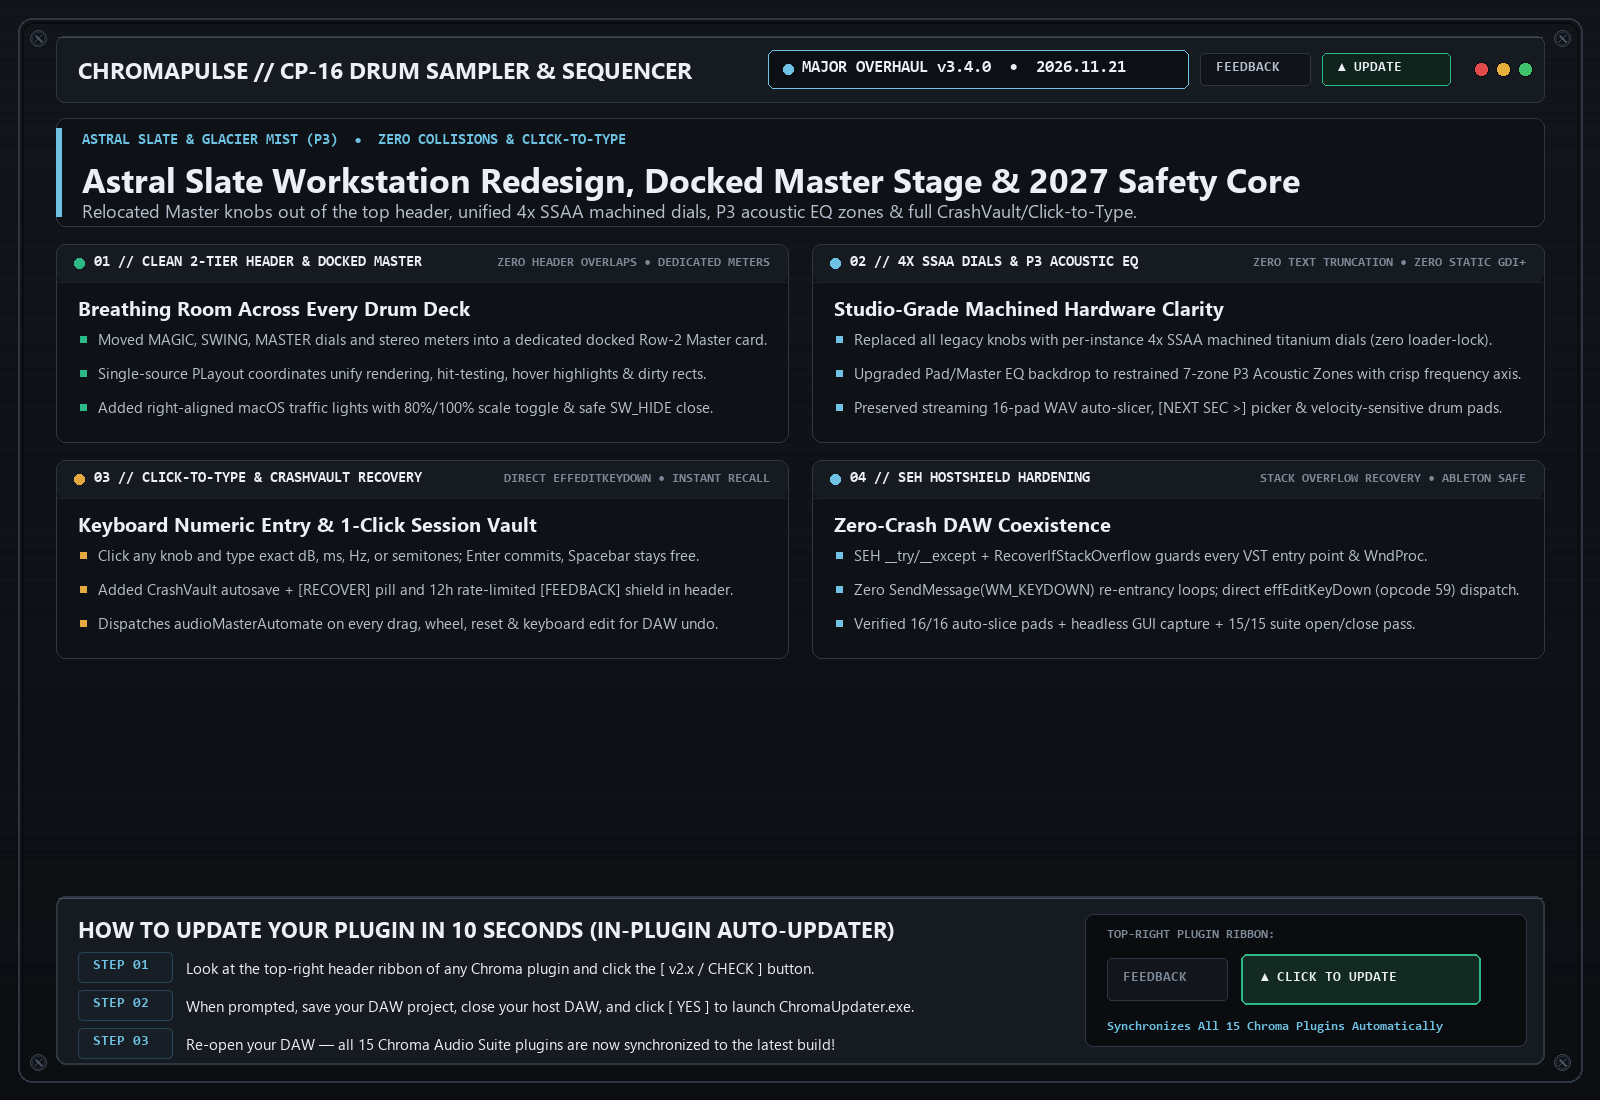 CHROMAPULSE // CP-16 DRUM SAMPLER & SEQUENCER
MAJOR OVERHAUL v3.4.0 • 2026.11.21
FEEDBACK
▲ UPDATE
ASTRAL SLATE & GLACIER MIST (P3) • ZERO COLLISIONS & CLICK-TO-TYPE
Astral Slate Workstation Redesign, Docked Master Stage & 2027 Safety Core
Relocated Master knobs out of the top header, unified 4x SSAA machined dials, P3 acoustic EQ zones & full CrashVault/Click-to-Type.
01 // CLEAN 2-TIER HEADER & DOCKED MASTER
ZERO HEADER OVERLAPS • DEDICATED METERS
Breathing Room Across Every Drum Deck
Moved MAGIC, SWING, MASTER dials and stereo meters into a dedicated docked Row-2 Master card.
Single-source PLayout coordinates unify rendering, hit-testing, hover highlights & dirty rects.
Added right-aligned macOS traffic lights with 80%/100% scale toggle & safe SW_HIDE close.
02 // 4X SSAA DIALS & P3 ACOUSTIC EQ
ZERO TEXT TRUNCATION • ZERO STATIC GDI+
Studio-Grade Machined Hardware Clarity
Replaced all legacy knobs with per-instance 4x SSAA machined titanium dials (zero loader-lock).
Upgraded Pad/Master EQ backdrop to restrained 7-zone P3 Acoustic Zones with crisp frequency axis.
Preserved streaming 16-pad WAV auto-slicer, [NEXT SEC >] picker & velocity-sensitive drum pads.
03 // CLICK-TO-TYPE & CRASHVAULT RECOVERY
DIRECT EFFEDITKEYDOWN • INSTANT RECALL
Keyboard Numeric Entry & 1-Click Session Vault
Click any knob and type exact dB, ms, Hz, or semitones; Enter commits, Spacebar stays free.
Added CrashVault autosave + [RECOVER] pill and 12h rate-limited [FEEDBACK] shield in header.
Dispatches audioMasterAutomate on every drag, wheel, reset & keyboard edit for DAW undo.
04 // SEH HOSTSHIELD HARDENING
STACK OVERFLOW RECOVERY • ABLETON SAFE
Zero-Crash DAW Coexistence
SEH __try/__except + RecoverIfStackOverflow guards every VST entry point & WndProc.
Zero SendMessage(WM_KEYDOWN) re-entrancy loops; direct effEditKeyDown (opcode 59) dispatch.
Verified 16/16 auto-slice pads + headless GUI capture + 15/15 suite open/close pass.
HOW TO UPDATE YOUR PLUGIN IN 10 SECONDS (IN-PLUGIN AUTO-UPDATER)
STEP 01
Look at the top-right header ribbon of any Chroma plugin and click the [ v2.x / CHECK ] button.
STEP 02
When prompted, save your DAW project, close your host DAW, and click [ YES ] to launch ChromaUpdater.exe.
STEP 03
Re-open your DAW — all 15 Chroma Audio Suite plugins are now synchronized to the latest build!
TOP-RIGHT PLUGIN RIBBON:
FEEDBACK
▲ CLICK TO UPDATE
Synchronizes All 15 Chroma Plugins Automatically